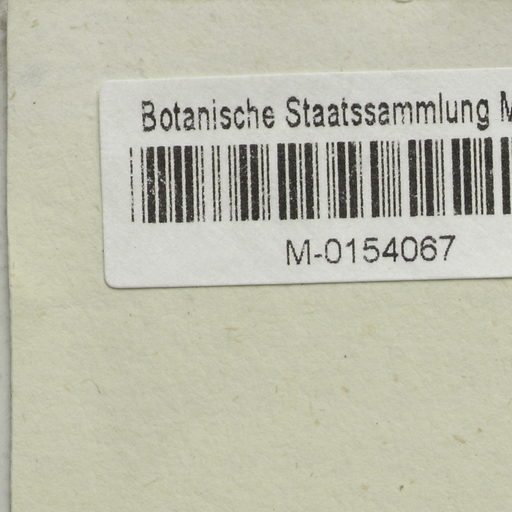 Botanische Staatssammlung M
M-0154067